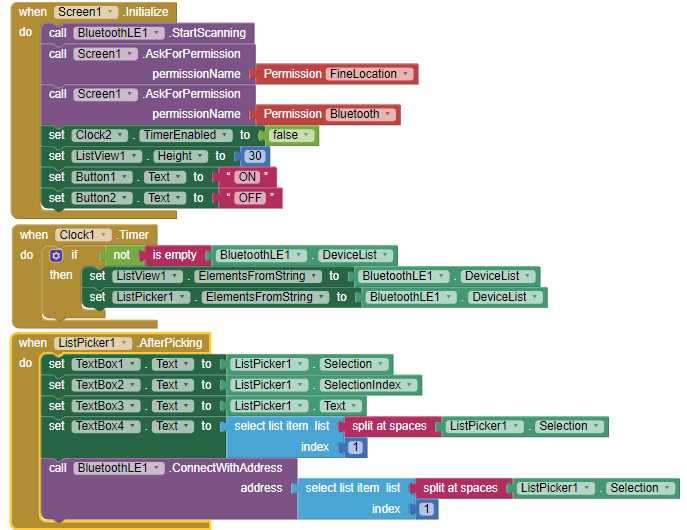 when Screen1 .Initialize
do call BluetoothLE1 .StartScanning
call Screen1 .AskForPermission
permissionName Permission FineLocation
call Screen1 .AskForPermission
permissionName Permission Bluetooth
set Clock2 . TimerEnabled to false
set ListView1 . Height to 30
set Button1 . Text to “ ON ”
set Button2 . Text to “ OFF ”
when Clock1 .Timer
do if not is empty BluetoothLE1 . DeviceList
then set ListView1 . ElementsFromString to BluetoothLE1 . DeviceList
set ListPicker1 . ElementsFromString to BluetoothLE1 . DeviceList
when ListPicker1 .AfterPicking
do set TextBox1 . Text to ListPicker1 . Selection
set TextBox2 . Text to ListPicker1 . SelectionIndex
set TextBox3 . Text to ListPicker1 . Text
set TextBox4 . Text to select list item list split at spaces ListPicker1 . Selection
index 1
call BluetoothLE1 .ConnectWithAddress
address select list item list split at spaces ListPicker1 . Selection
index 1